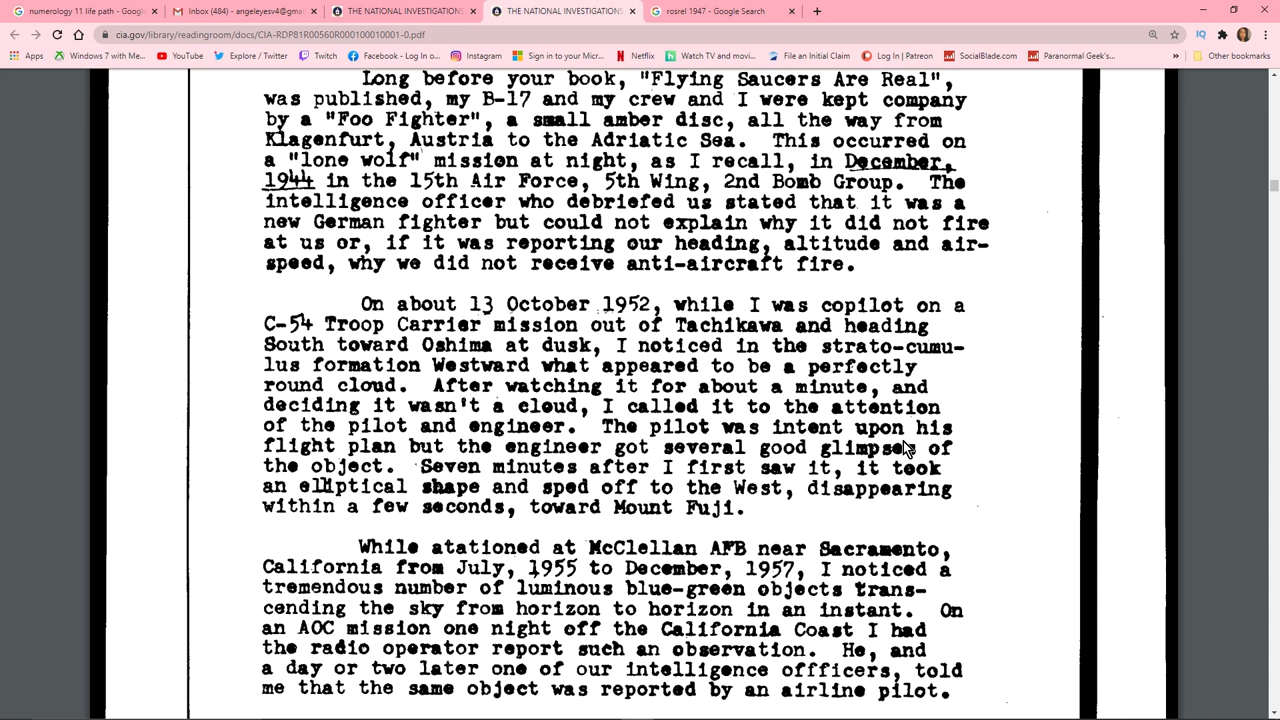 numerology 11 life path - Googl
Inbox (484) - angeleyesv4@gma
THE NATIONAL INVESTIGATIONS
THE NATIONAL INVESTIGATIONS
rosrel 1947 - Google Search
cia.gov/library/readingroom/docs/CIA-RDP81R00560R000100010001-0.pdf
Apps
Windows 7 with Me...
YouTube
Explore / Twitter
Twitch
Facebook - Log In o...
Instagram
Sign in to your Micr...
Netflix
Watch TV and movi...
File an Initial Claim
Log In | Patreon
SocialBlade.com
Paranormal Geek's...
Other bookmarks
Long before your book, "Flying Saucers Are Real",
was published, my B-17 and my crew and I were kept company
by a "Foo Fighter", a small amber disc, all the way from
Klagenfurt, Austria to the Adriatic Sea. This occurred on
a "lone wolf" mission at night, as I recall, in December,
1944 in the 15th Air Force, 5th Wing, 2nd Bomb Group. The
intelligence officer who debriefed us stated that it was a
new German fighter but could not explain why it did not fire
at us or, if it was reporting our heading, altitude and air-
speed, why we did not receive anti-aircraft fire.
On about 13 October 1952, while I was copilot on a
C-54 Troop Carrier mission out of Tachikawa and heading
South toward Oshima at dusk, I noticed in the strato-cumu-
lus formation Westward what appeared to be a perfectly
round cloud. After watching it for about a minute, and
deciding it wasn't a cloud, I called it to the attention
of the pilot and engineer. The pilot was intent upon his
flight plan but the engineer got several good glimpses of
the object. Seven minutes after I first saw it, it took
an elliptical shape and sped off to the West, disappearing
within a few seconds, toward Mount Fuji.
While atationed at McClellan AFB near Sacramento,
California from July, 1955 to December, 1957, I noticed a
tremendous number of luminous blue-green objects trans-
cending the sky from horizon to horizon in an instant. On
an AOC mission one night off the California Coast I had
the radio operator report such an observation. He, and
a day or two later one of our intelligence offficers, told
me that the same object was reported by an airline pilot.